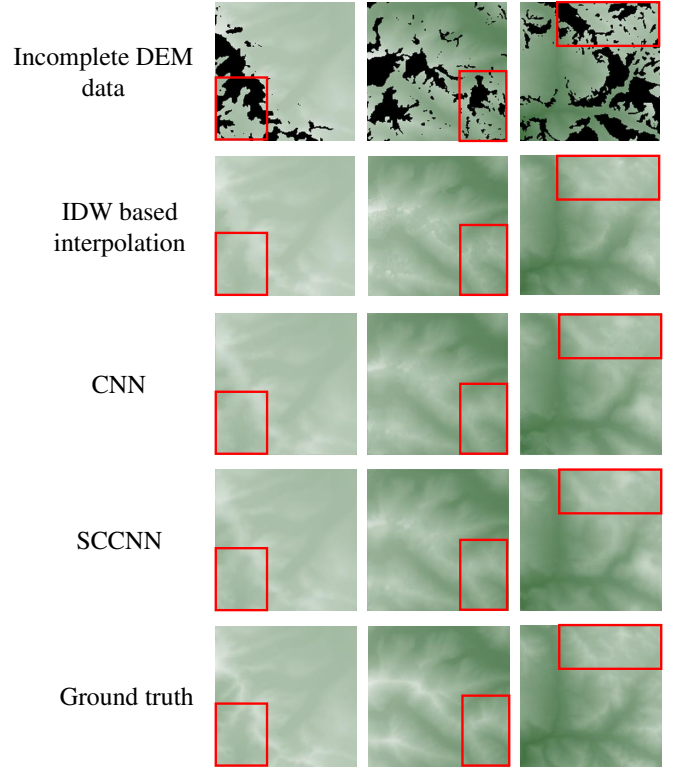 Incomplete DEM
data
IDW based
interpolation
CNN
SCCNN
Ground truth